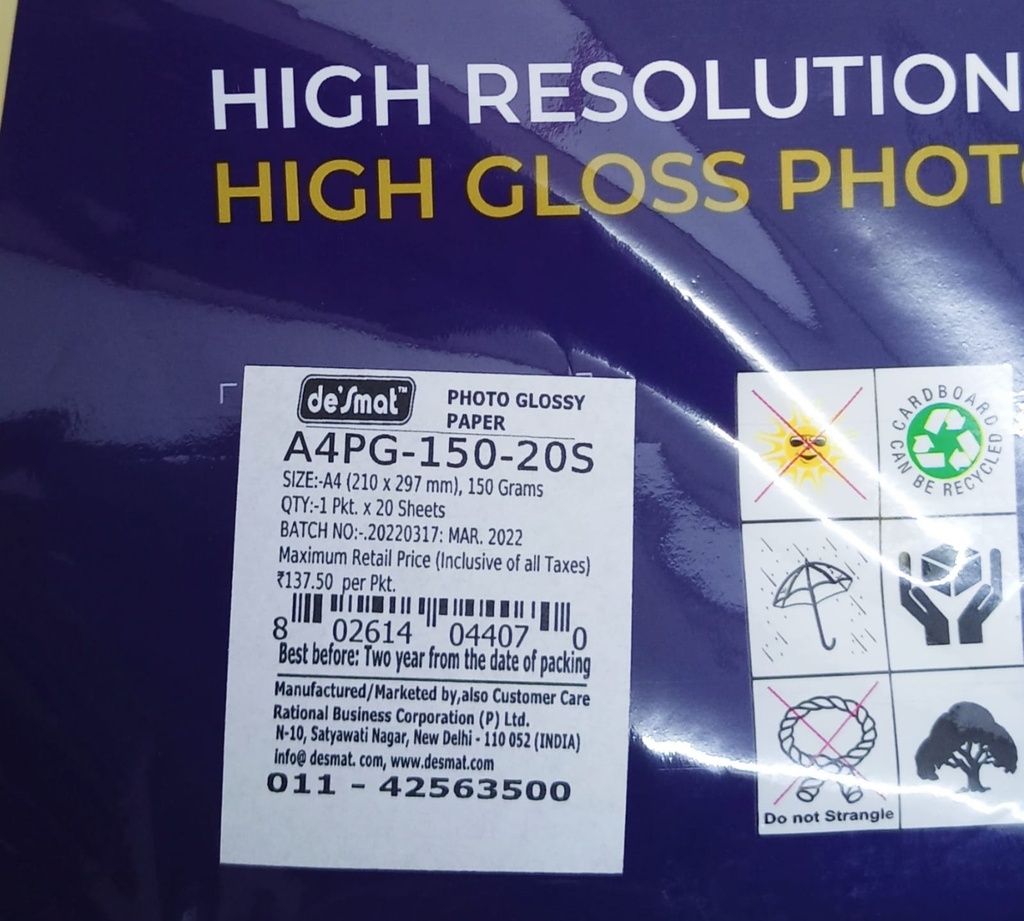 HIGH RESOLUTION
HIGH GLOSS PHOTO
de'smat™
PHOTO GLOSSY
PAPER
A4PG-150-20S
SIZE:-A4 (210 x 297 mm), 150 Grams
QTY:-1 Pkt. x 20 Sheets
BATCH NO:-.20220317: MAR. 2022
Maximum Retail Price (Inclusive of all Taxes)
₹137.50 per Pkt.
8 02614 04407 0
Best before: Two year from the date of packing
Manufactured/Marketed by,also Customer Care
Rational Business Corporation (P) Ltd.
N-10, Satyawati Nagar, New Delhi - 110 052 (INDIA)
info@ desmat. com, www.desmat.com
011 - 42563500
CARDBOARD
CAN BE RECYCLED
Do not Strangle